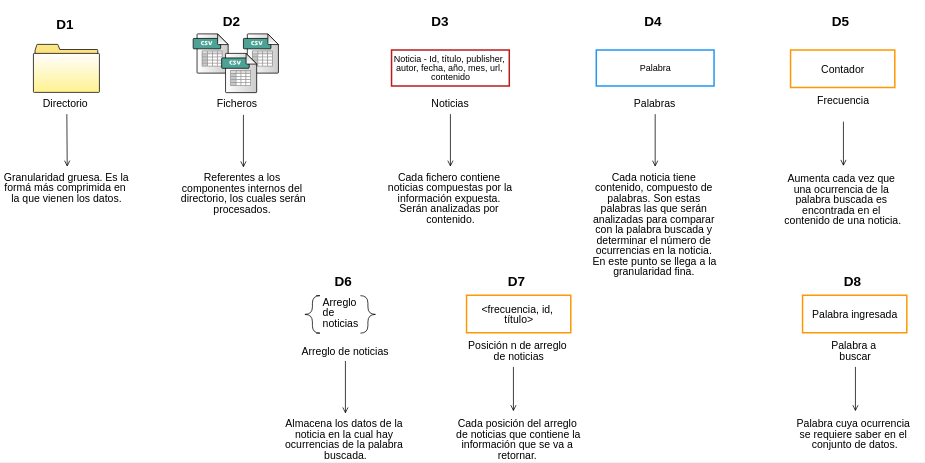 D1
CSV
CSV
CSV
Directorio
Granularidad gruesa. Es la
formá más comprimida en
la que vienen los datos.
D2
Ficheros
Referentes a los
componentes internos del
directorio, los cuales serán
procesados.
D3
Noticia - Id, título, publisher,
autor, fecha, año, mes, url,
contenido
Noticias
Cada fichero contiene
noticias compuestas por la
información expuesta.
Serán analizadas por
contenido.
D4
Palabra
Palabras
Cada noticia tiene
contenido, compuesto de
palabras. Son estas
palabras las que serán
analizadas para comparar
con la palabra buscada y
determinar el número de
ocurrencias en la noticia.
En este punto se llega a la
granularidad fina.
D5
Contador
Frecuencia
Aumenta cada vez que
una ocurrencia de la
palabra buscada es
encontrada en el
contenido de una noticia.
D6
Arreglo
de
noticias
Arreglo de noticias
Almacena los datos de la
noticia en la cual hay
ocurrencias de la palabra
buscada.
D7
<frecuencia, id,
título>
Posición n de arreglo
de noticias
Cada posición del arreglo
de noticias que contiene la
información que se va a
retornar.
D8
Palabra ingresada
Palabra a
buscar
Palabra cuya ocurrencia
se requiere saber en el
conjunto de datos.